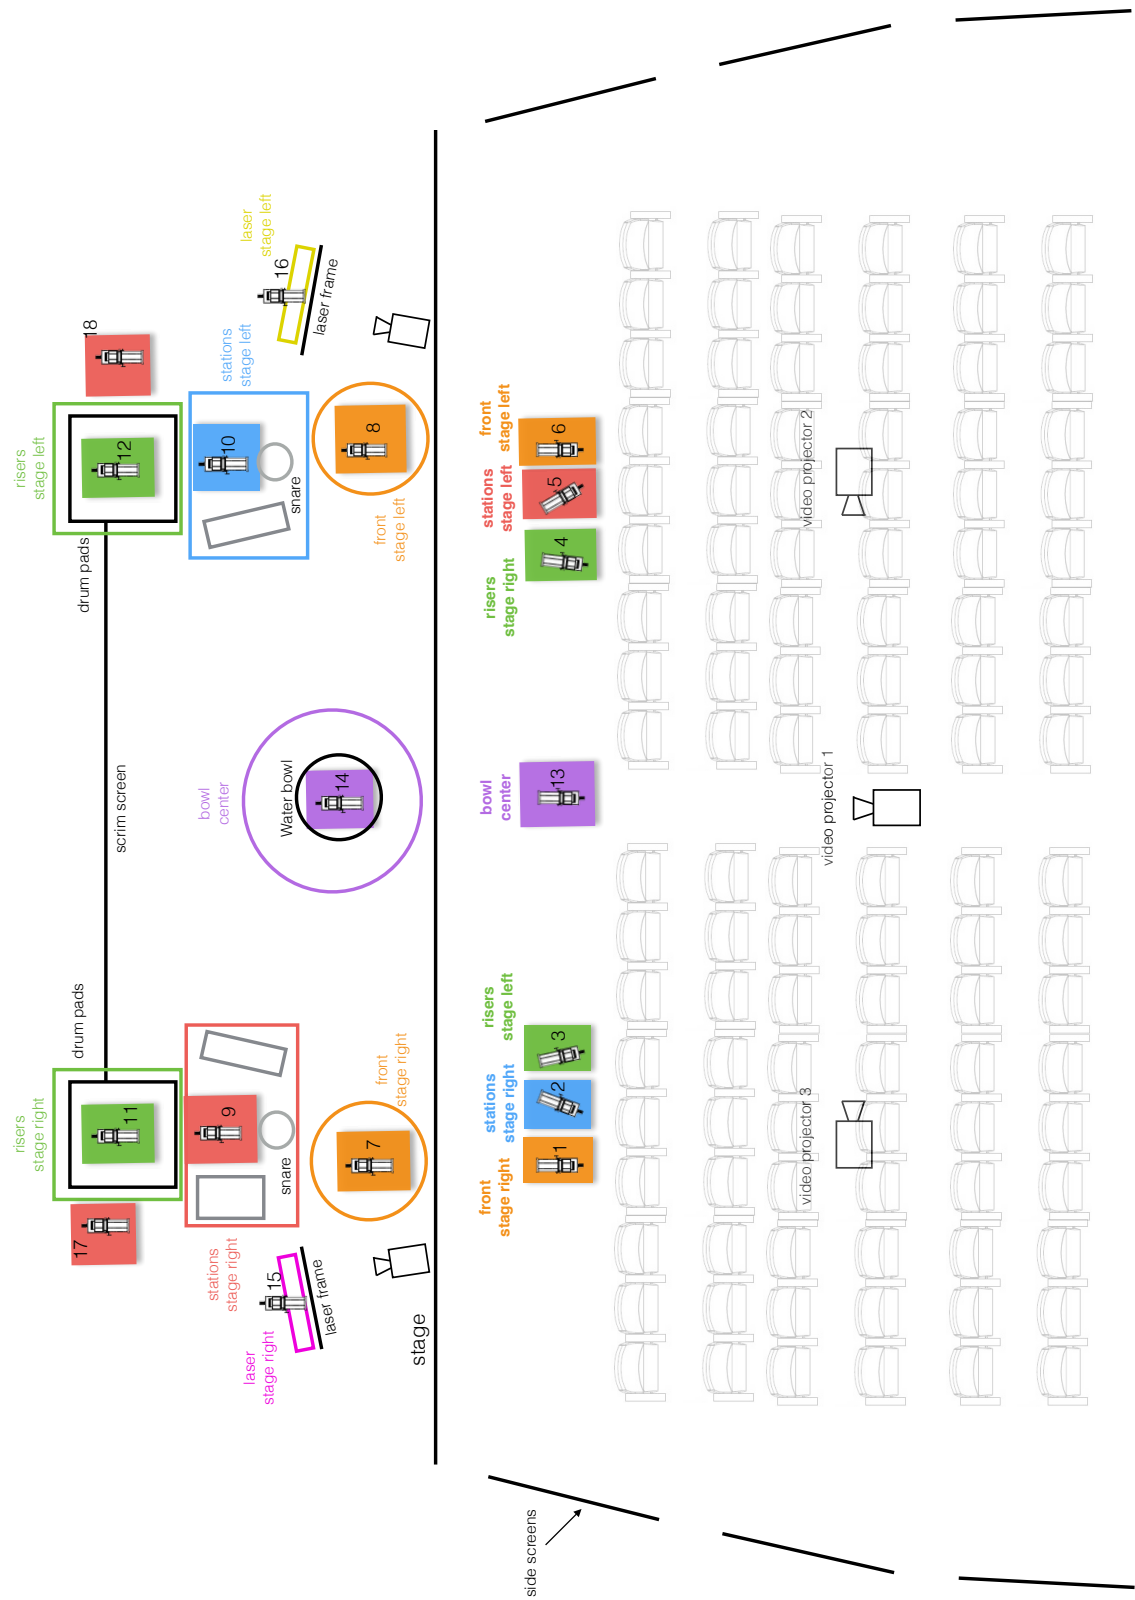 laser
stage left
16
laser frame
18
stations
stage left
risers
stage left
12
10
8
snare
front
stage left
drum pads
front
stage left
6
stations
stage left
5
4
risers
stage right
video projector 2
scrim screen
bowl
center
Water bowl
14
bowl
center
13
video projector 1
drum pads
risers
stage left
3
stations
stage right
2
front
stage right
1
video projector 3
risers
stage right
11
9
front
stage right
7
snare
17
stations
stage right
15
laser frame
laser
stage right
stage
side screens